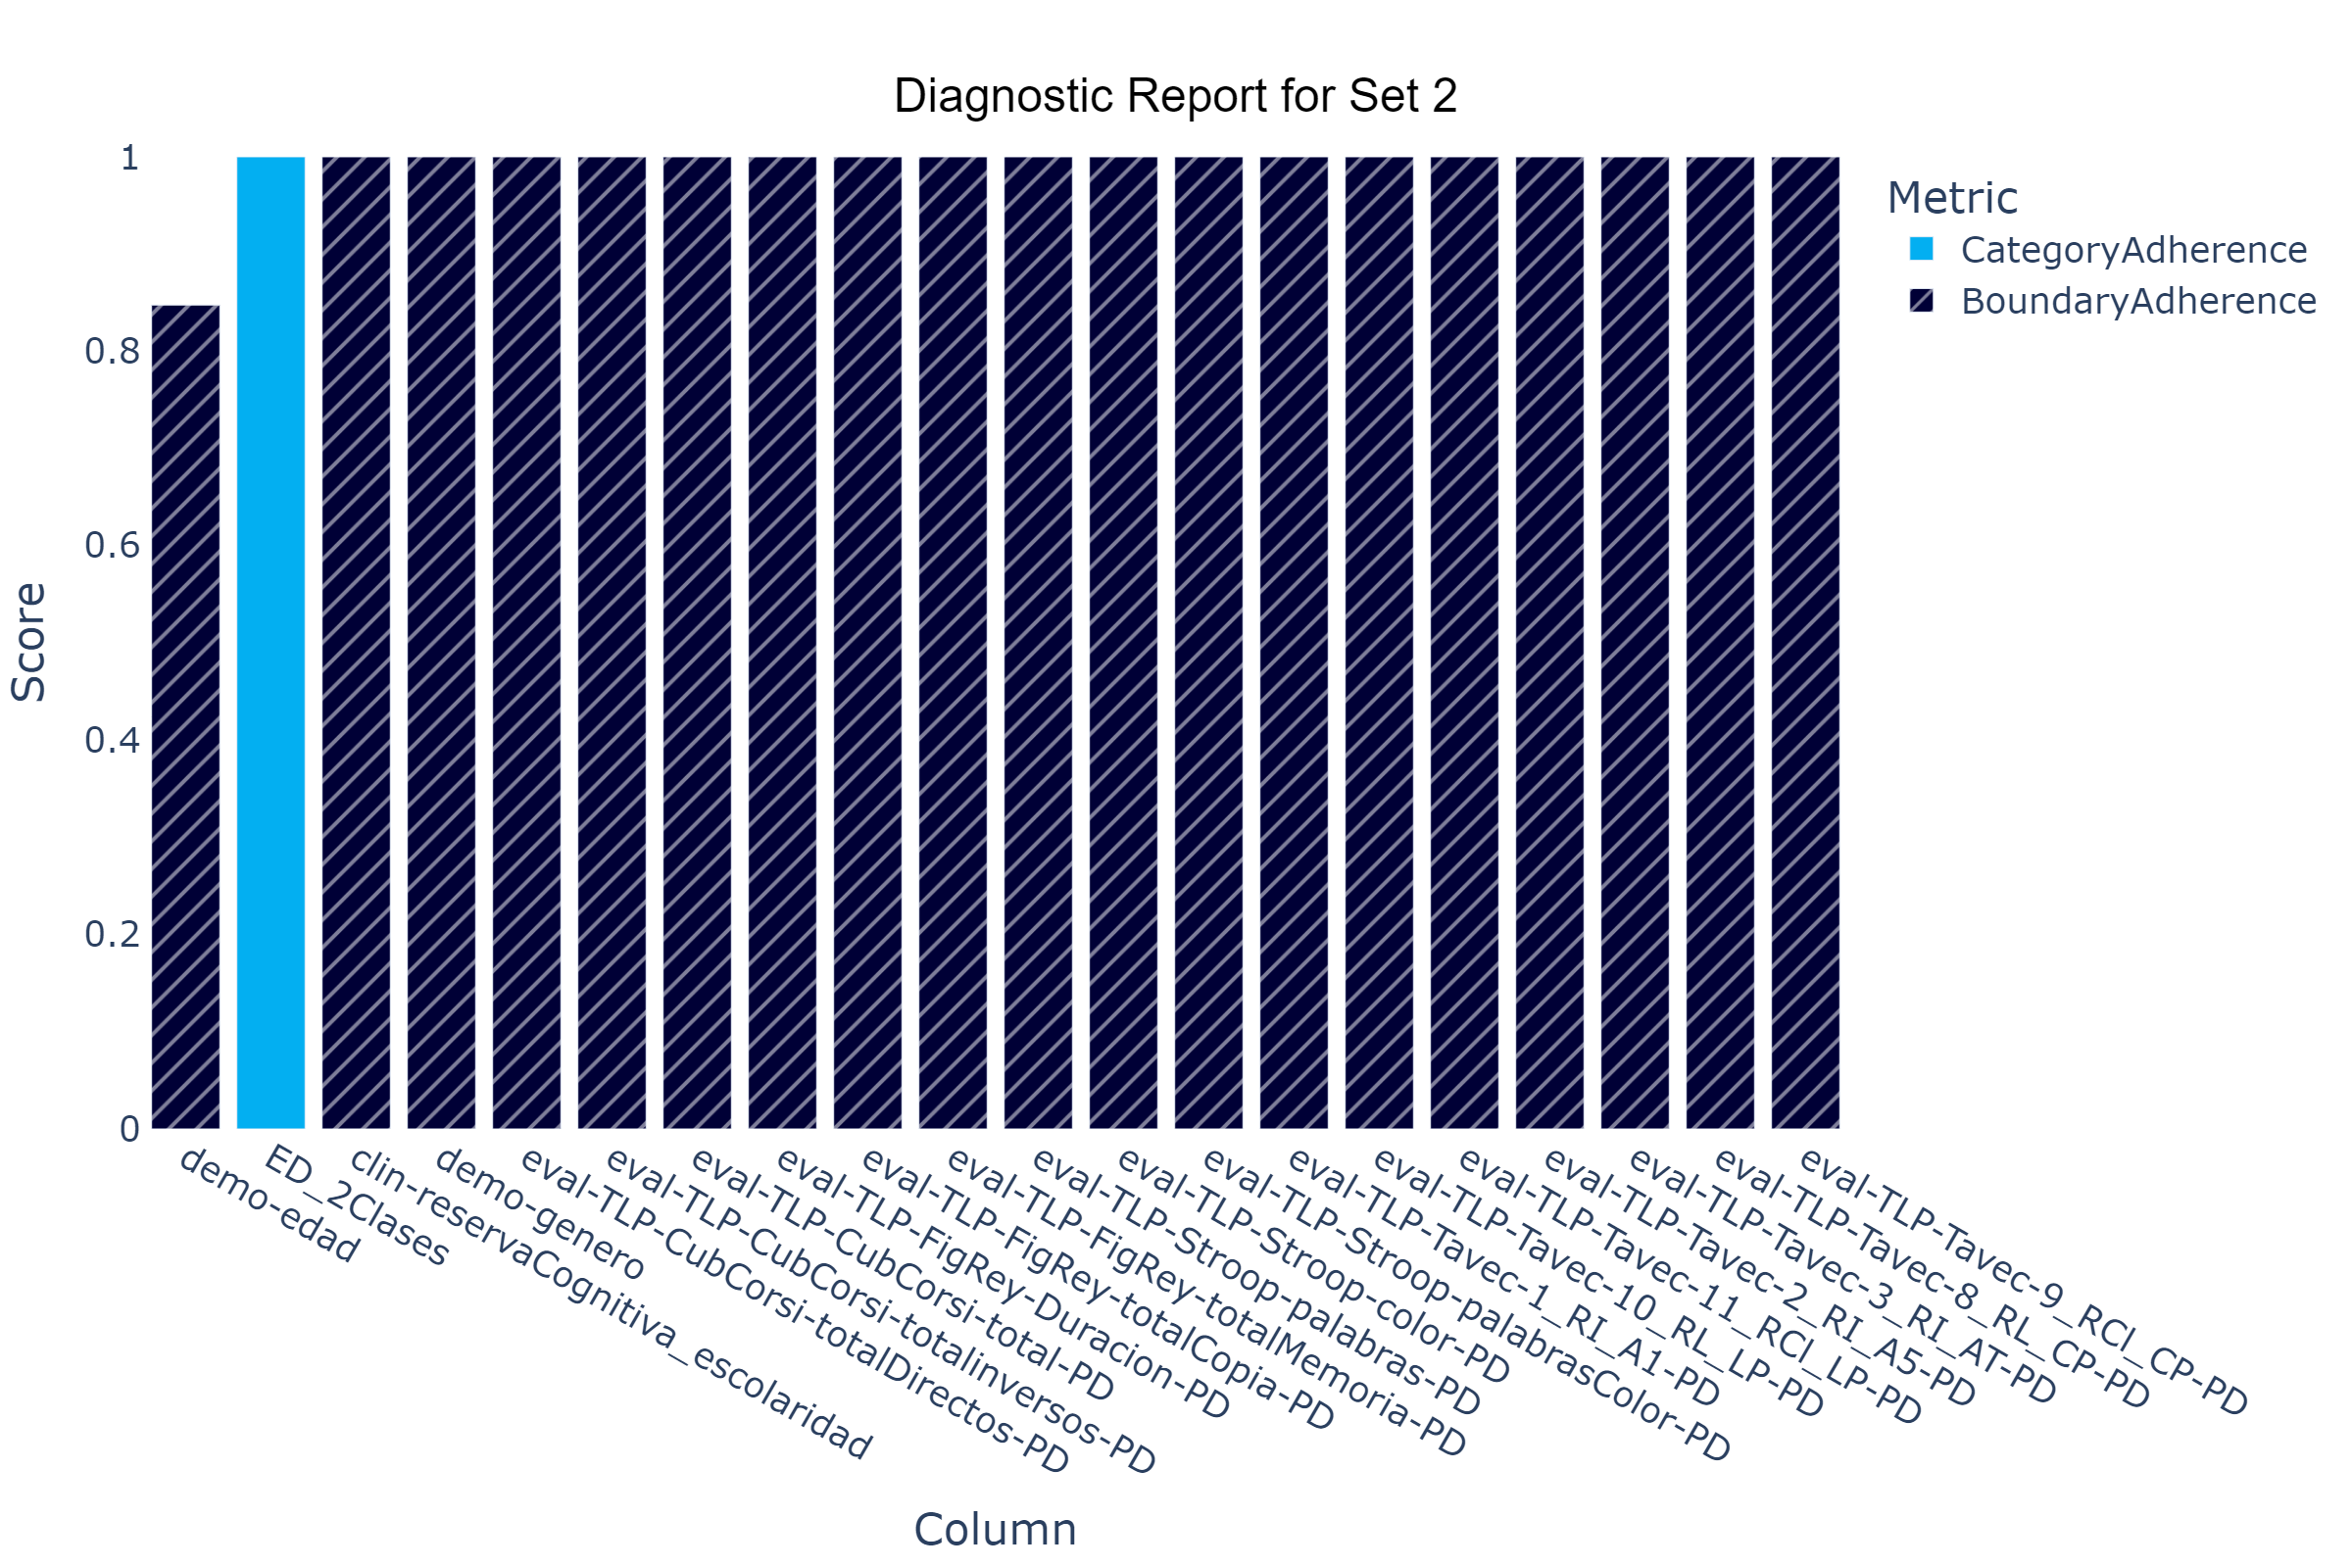 Diagnostic Report for Set 2
1
0.8
0.6
0.4
0.2
0
Score
Metric
CategoryAdherence
BoundaryAdherence
demo-edad
ED_2Clases
clin-reservaCognitiva_escolaridad
demo-genero
eval-TLP-CubCorsi-totalDirectos-PD
eval-TLP-CubCorsi-totalinversos-PD
eval-TLP-CubCorsi-total-PD
eval-TLP-FigRey-Duracion-PD
eval-TLP-FigRey-totalCopia-PD
eval-TLP-FigRey-totalMemoria-PD
eval-TLP-Stroop-palabras-PD
eval-TLP-Stroop-color-PD
eval-TLP-Stroop-palabrasColor-PD
eval-TLP-Tavec-1_RI_A1-PD
eval-TLP-Tavec-10_RL_LP-PD
eval-TLP-Tavec-11_RCl_LP-PD
eval-TLP-Tavec-2_RI_A5-PD
eval-TLP-Tavec-3_RI_AT-PD
eval-TLP-Tavec-8_RL_CP-PD
eval-TLP-Tavec-9_RCl_CP-PD
Column